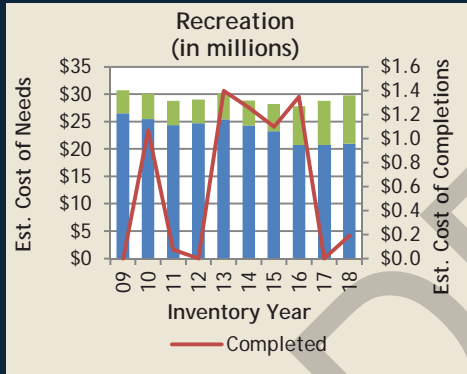 Recreation
(in millions)
Est. Cost of Needs
$35
$30
$25
$20
$15
$10
$5
$0
$1.6
$1.4
$1.2
$1.0
$0.8
$0.6
$0.4
$0.2
$0.0
Est. Cost of Completions
09 10 11 12 13 14 15 16 17 18
Inventory Year
Completed